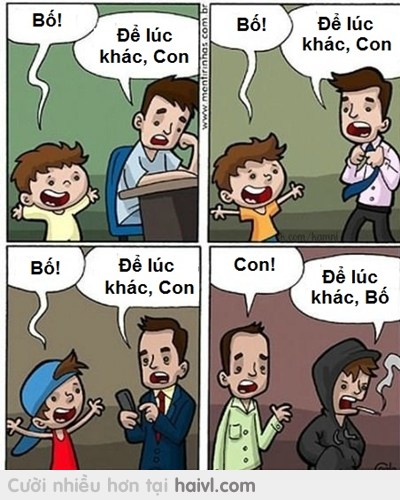 Bố!
Để lúc
khác, Con
www.mentirinhas.com.br
Bố!
Để lúc
khác, Con
Bố!
Để lúc
khác, Con
Con!
Để lúc
khác, Bố
Cười nhiều hơn tại haivl.com